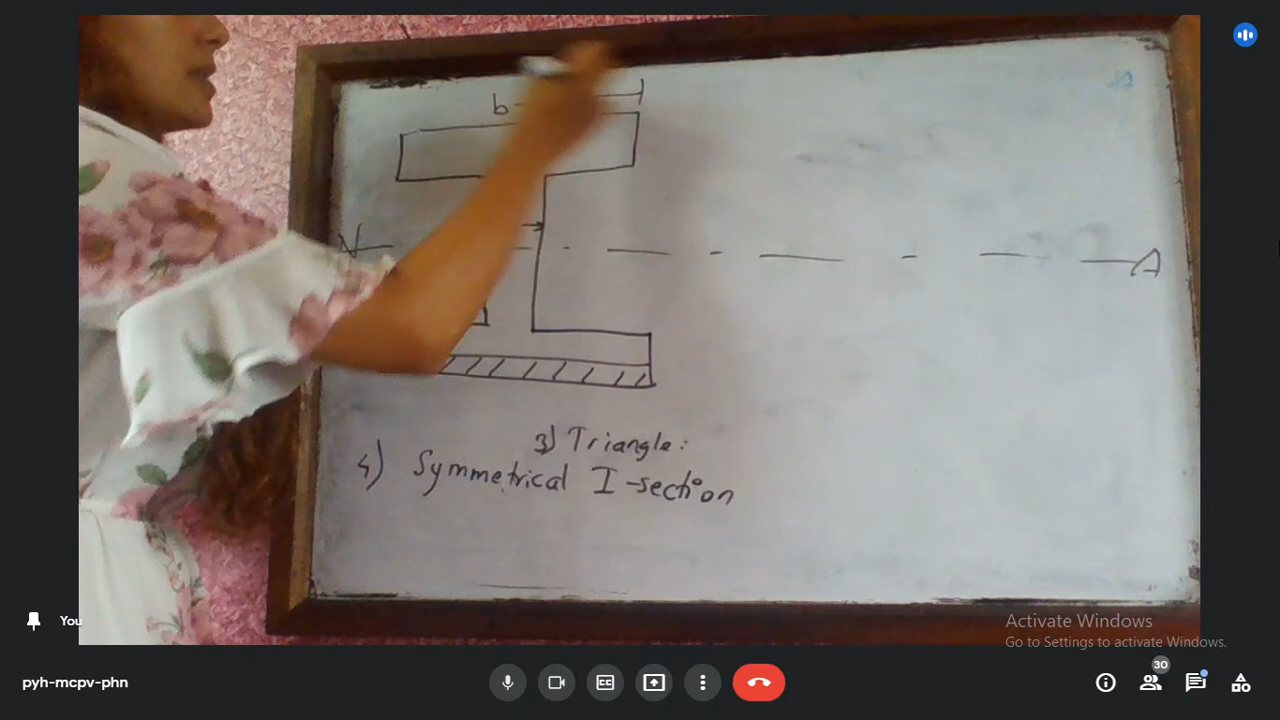 b
N
A
3) Triangle:
4) Symmetrical I-section
You
Activate Windows
Go to Settings to activate Windows.
pyh-mcpv-phn
30